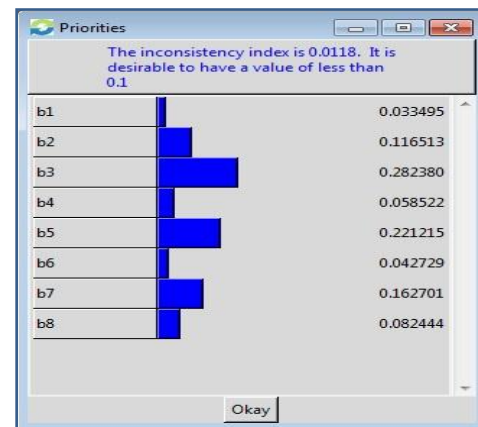 Priorities
The inconsistency index is 0.0118. It is
desirable to have a value of less than
0.1
b1 0.033495
b2 0.116513
b3 0.282380
b4 0.058522
b5 0.221215
b6 0.042729
b7 0.162701
b8 0.082444
Okay